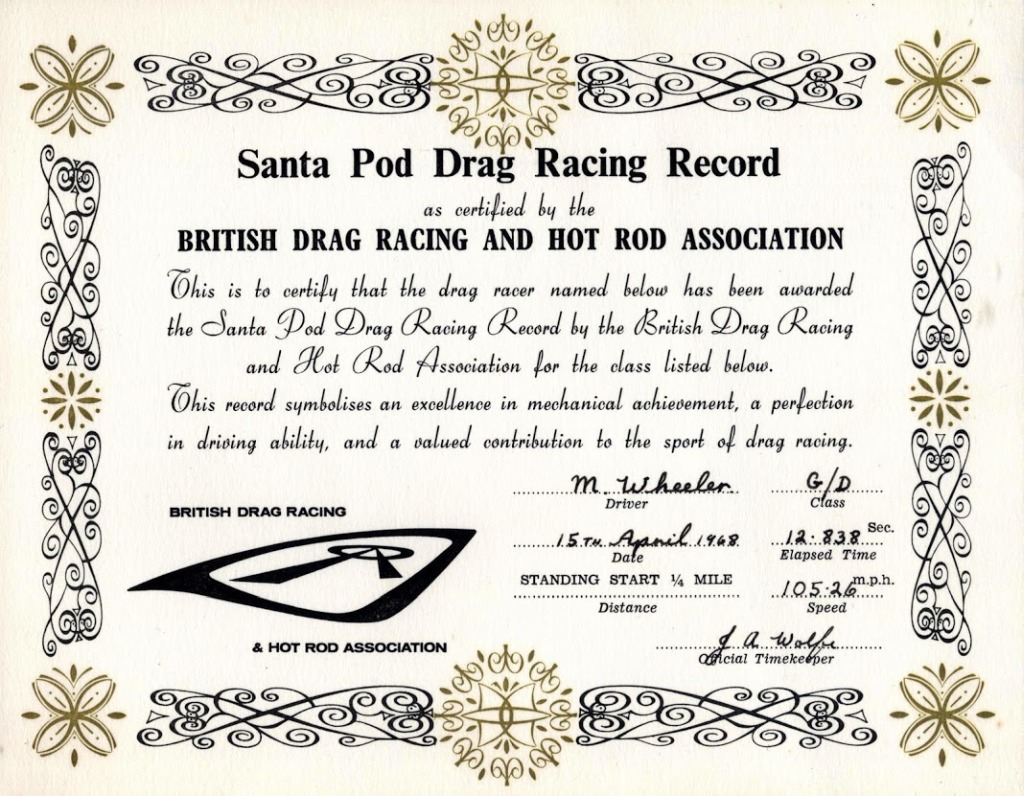 Santa Pod Drag Racing Record
as certified by the
BRITISH DRAG RACING AND HOT ROD ASSOCIATION
This is to certify that the drag racer named below has been awarded
the Santa Pod Drag Racing Record by the British Drag Racing
and Hot Rod Association for the class listed below.
This record symbolises an excellence in mechanical achievement, a perfection
in driving ability, and a valued contribution to the sport of drag racing.
M. Wheeler G/D
Driver Class
BRITISH DRAG RACING
15TH April 1968 12.838 Sec.
Date Elapsed Time
STANDING START ¼ MILE 105.26 m.p.h.
Distance Speed
& HOT ROD ASSOCIATION
J A Wolfe
Official Timekeeper